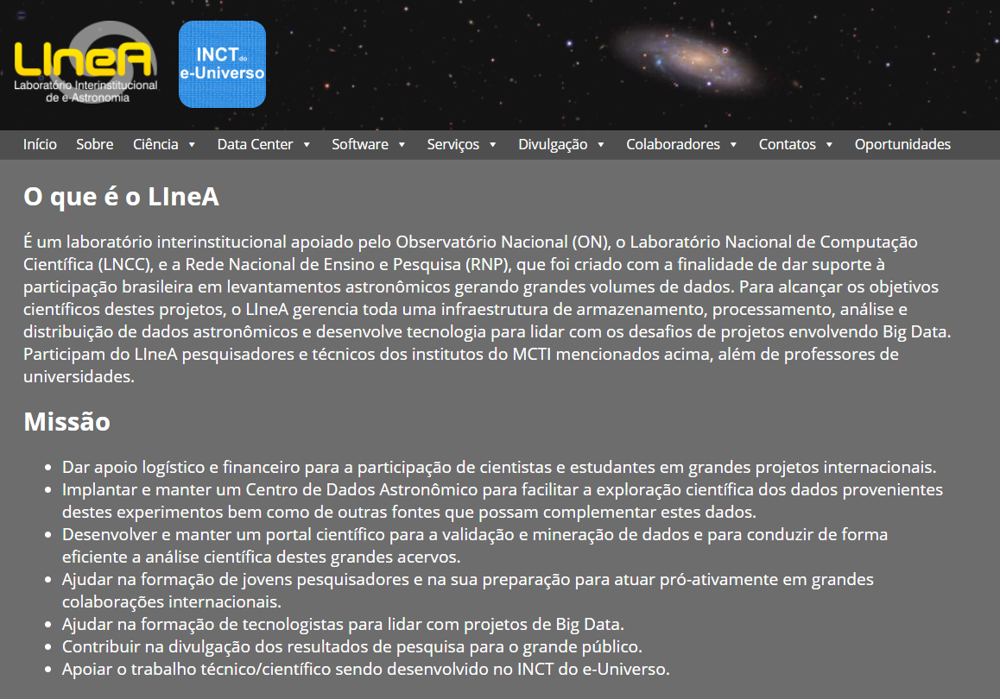 LIneA
Laboratório Interinstitucional
de e-Astronomia
INCT do
e-Universo
Início Sobre Ciência Data Center Software Serviços Divulgação Colaboradores Contatos Oportunidades
O que é o LIneA
É um laboratório interinstitucional apoiado pelo Observatório Nacional (ON), o Laboratório Nacional de Computação
Científica (LNCC), e a Rede Nacional de Ensino e Pesquisa (RNP), que foi criado com a finalidade de dar suporte à
participação brasileira em levantamentos astronômicos gerando grandes volumes de dados. Para alcançar os objetivos
científicos destes projetos, o LIneA gerencia toda uma infraestrutura de armazenamento, processamento, análise e
distribuição de dados astronômicos e desenvolve tecnologia para lidar com os desafios de projetos envolvendo Big Data.
Participam do LIneA pesquisadores e técnicos dos institutos do MCTI mencionados acima, além de professores de
universidades.
Missão
• Dar apoio logístico e financeiro para a participação de cientistas e estudantes em grandes projetos internacionais.
• Implantar e manter um Centro de Dados Astronômico para facilitar a exploração científica dos dados provenientes
destes experimentos bem como de outras fontes que possam complementar estes dados.
• Desenvolver e manter um portal científico para a validação e mineração de dados e para conduzir de forma
eficiente a análise científica destes grandes acervos.
• Ajudar na formação de jovens pesquisadores e na sua preparação para atuar pró-ativamente em grandes
colaborações internacionais.
• Ajudar na formação de tecnologistas para lidar com projetos de Big Data.
• Contribuir na divulgação dos resultados de pesquisa para o grande público.
• Apoiar o trabalho técnico/científico sendo desenvolvido no INCT do e-Universo.